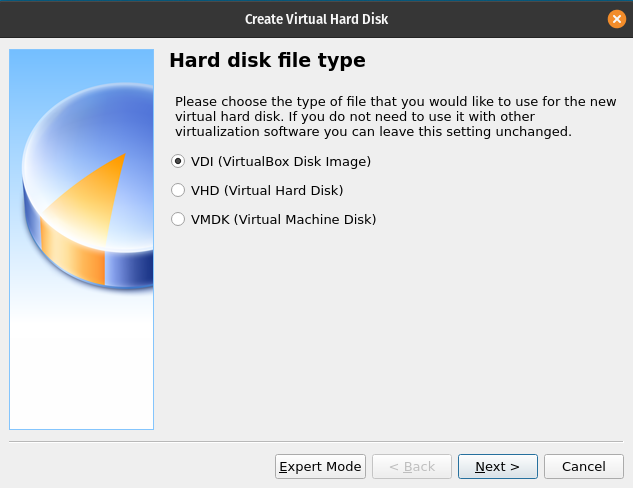 Create Virtual Hard Disk
Hard disk file type
Please choose the type of file that you would like to use for the new
virtual hard disk. If you do not need to use it with other
virtualization software you can leave this setting unchanged.
VDI (VirtualBox Disk Image)
VHD (Virtual Hard Disk)
VMDK (Virtual Machine Disk)
Expert Mode
< Back
Next >
Cancel